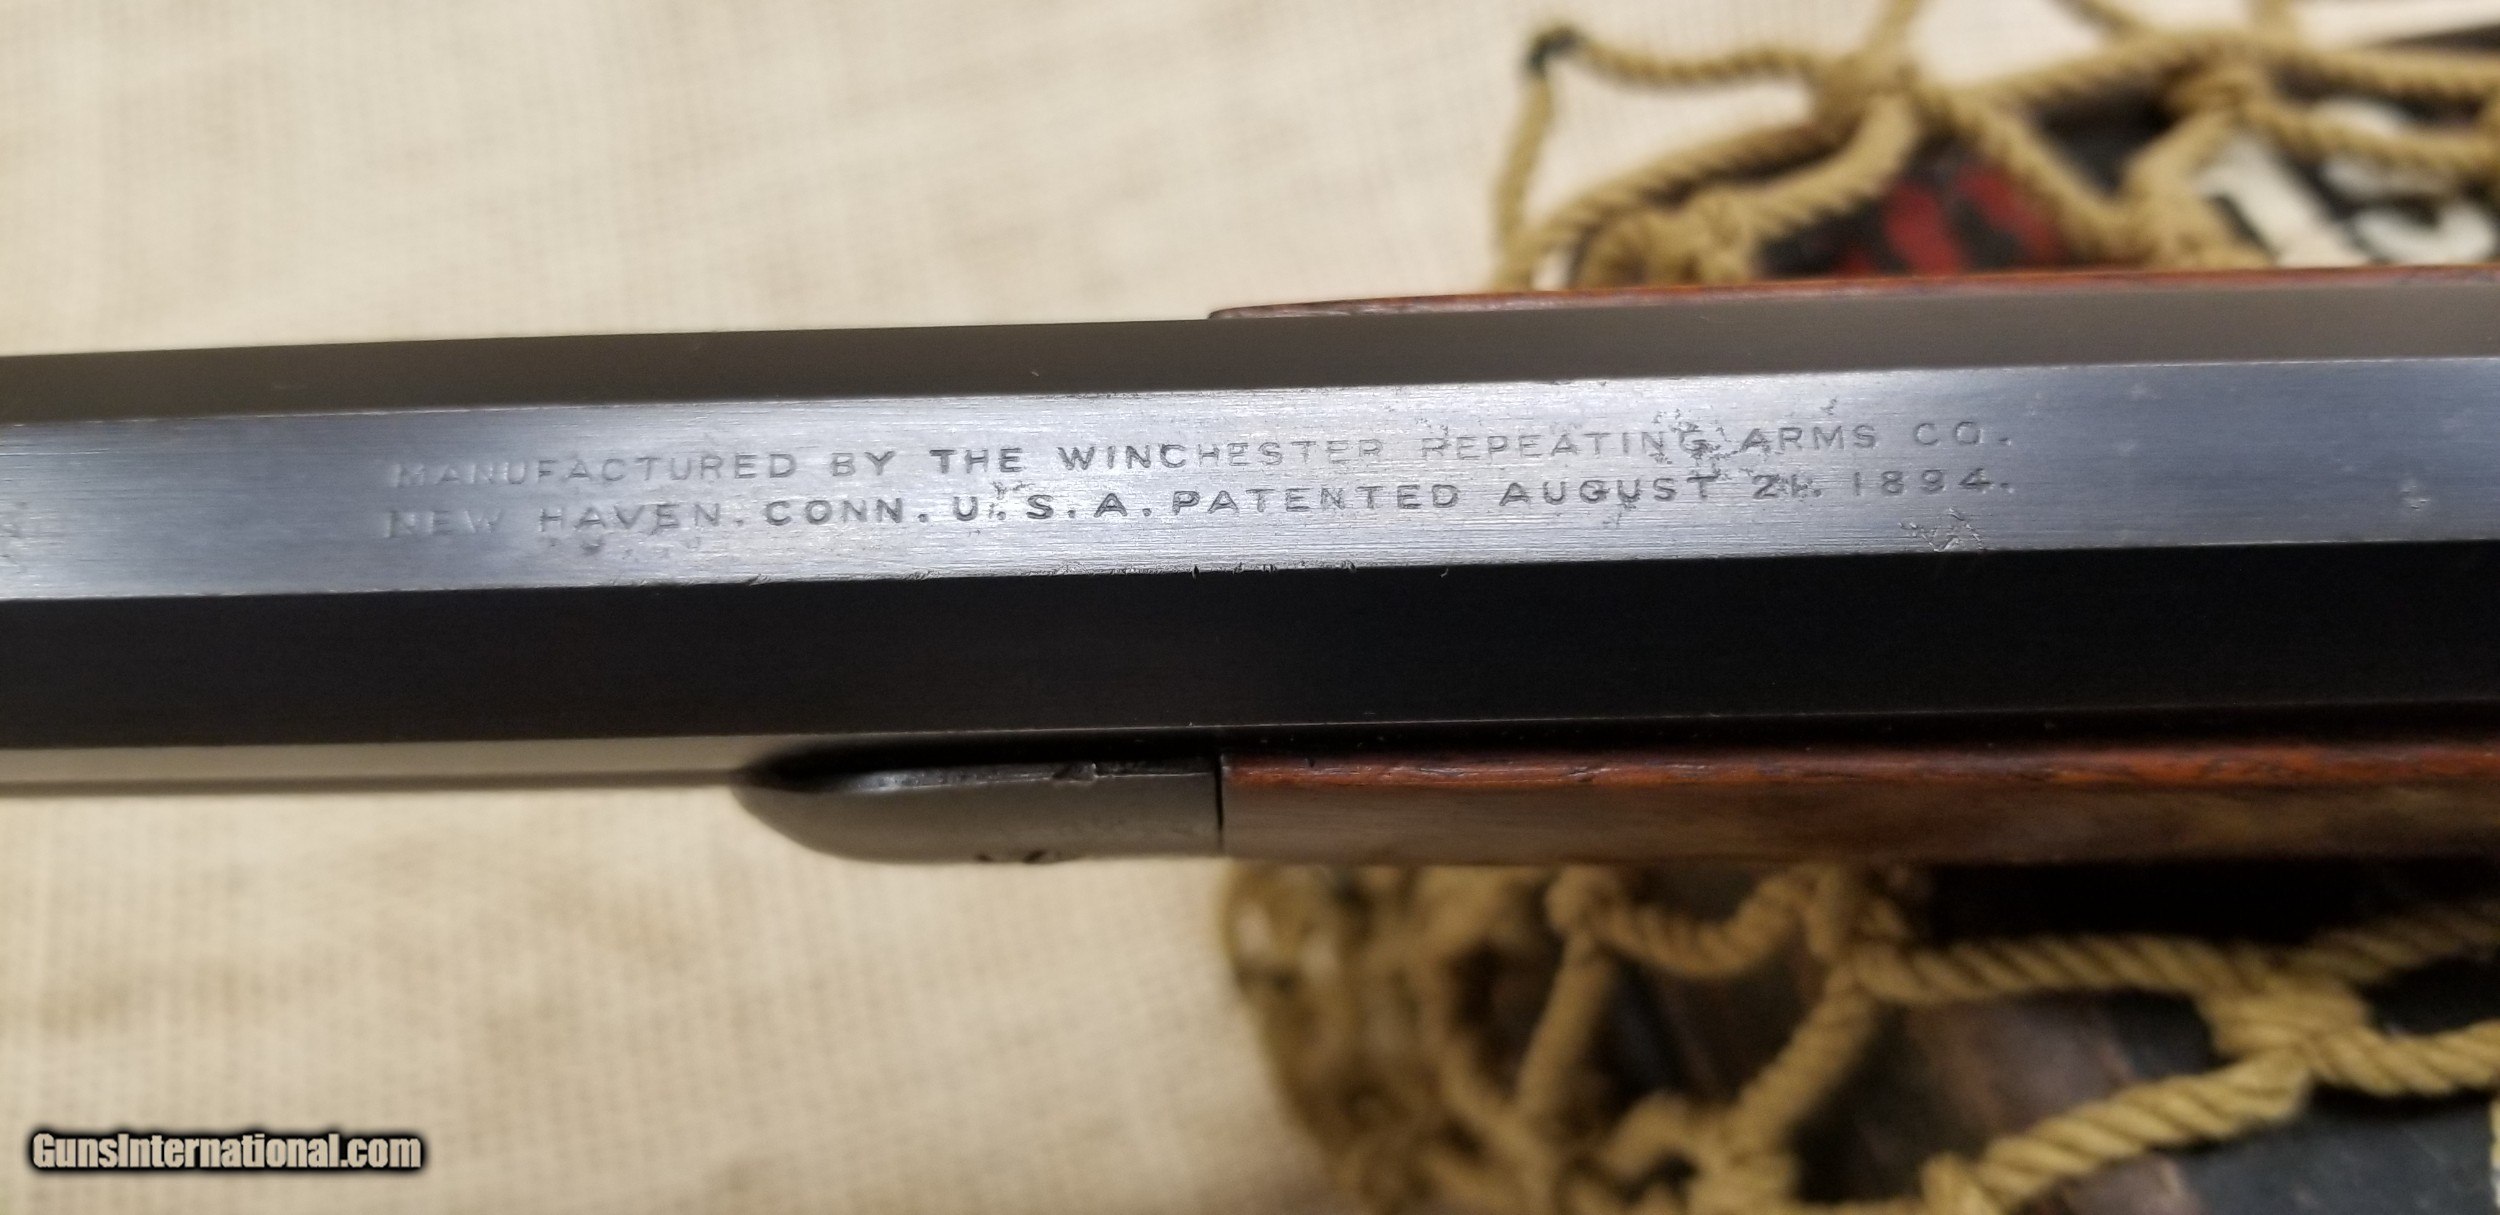 MANUFACTURED BY THE WINCHESTER REPEATING ARMS CO.
NEW HAVEN. CONN. U.S.A. PATENTED AUGUST 21. 1894.
GunsInternational.com